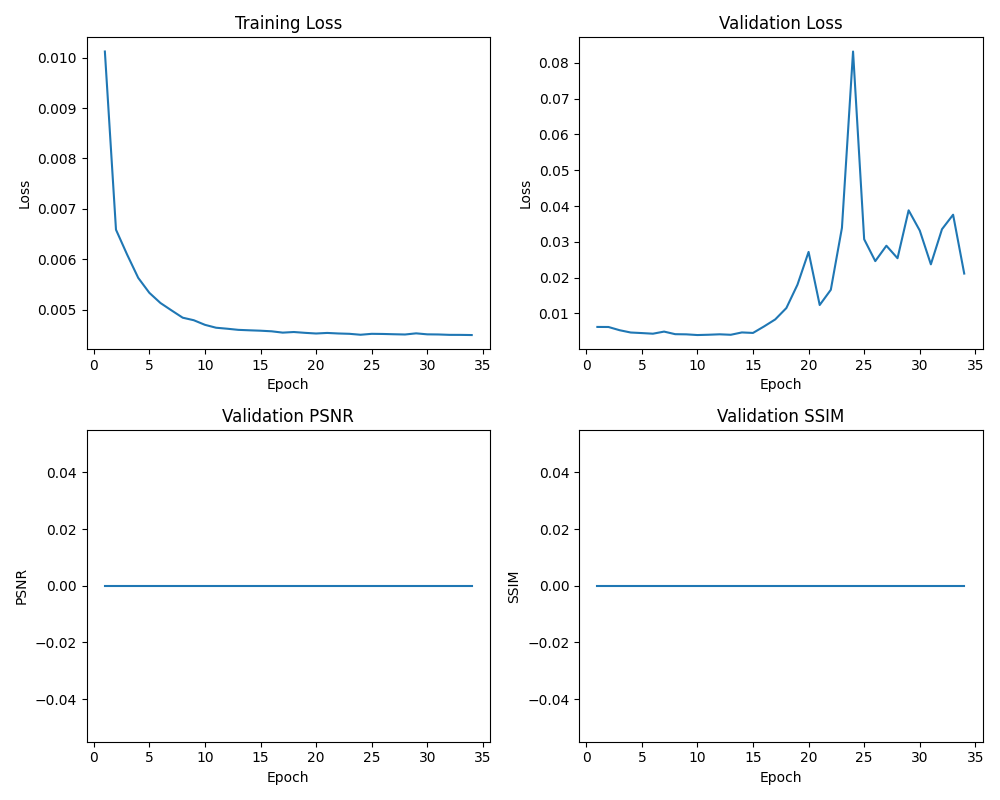 Training Loss
0.010
0.009
0.008
0.007
0.006
0.005
Loss
0 5 10 15 20 25 30 35
Epoch
Validation Loss
0.08
0.07
0.06
0.05
0.04
0.03
0.02
0.01
Loss
0 5 10 15 20 25 30 35
Epoch
Validation PSNR
0.04
0.02
0.00
−0.02
−0.04
PSNR
0 5 10 15 20 25 30 35
Epoch
Validation SSIM
0.04
0.02
0.00
−0.02
−0.04
SSIM
0 5 10 15 20 25 30 35
Epoch